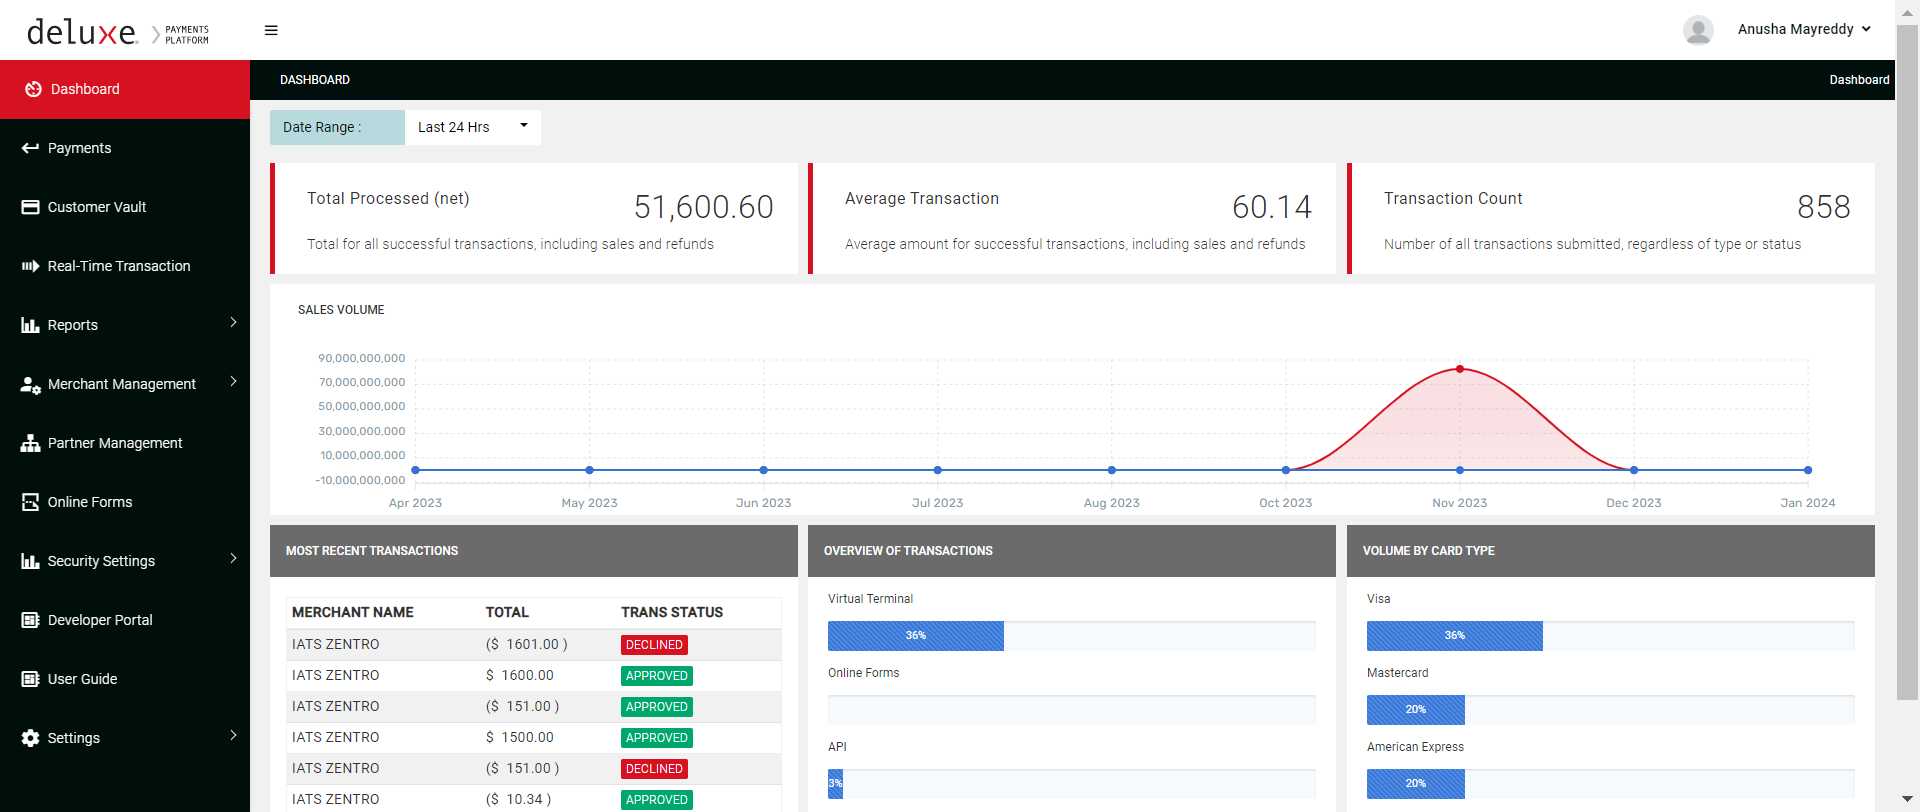 deluxe. PAYMENTS PLATFORM
Anusha Mayreddy
Dashboard
Payments
Customer Vault
Real-Time Transaction
Reports
Merchant Management
Partner Management
Online Forms
Security Settings
Developer Portal
User Guide
Settings
DASHBOARD
Dashboard
Date Range : Last 24 Hrs
Total Processed (net) 51,600.60
Total for all successful transactions, including sales and refunds
Average Transaction 60.14
Average amount for successful transactions, including sales and refunds
Transaction Count 858
Number of all transactions submitted, regardless of type or status
SALES VOLUME
90,000,000,000
70,000,000,000
50,000,000,000
30,000,000,000
10,000,000,000
-10,000,000,000
Apr 2023 May 2023 Jun 2023 Jul 2023 Aug 2023 Oct 2023 Nov 2023 Dec 2023 Jan 2024
MOST RECENT TRANSACTIONS
MERCHANT NAME TOTAL TRANS STATUS
IATS ZENTRO ($ 1601.00 ) DECLINED
IATS ZENTRO $ 1600.00 APPROVED
IATS ZENTRO ($ 151.00 ) APPROVED
IATS ZENTRO $ 1500.00 APPROVED
IATS ZENTRO ($ 151.00 ) DECLINED
IATS ZENTRO ($ 10.34 ) APPROVED
OVERVIEW OF TRANSACTIONS
Virtual Terminal
36%
Online Forms
API
3%
VOLUME BY CARD TYPE
Visa
36%
Mastercard
20%
American Express
20%